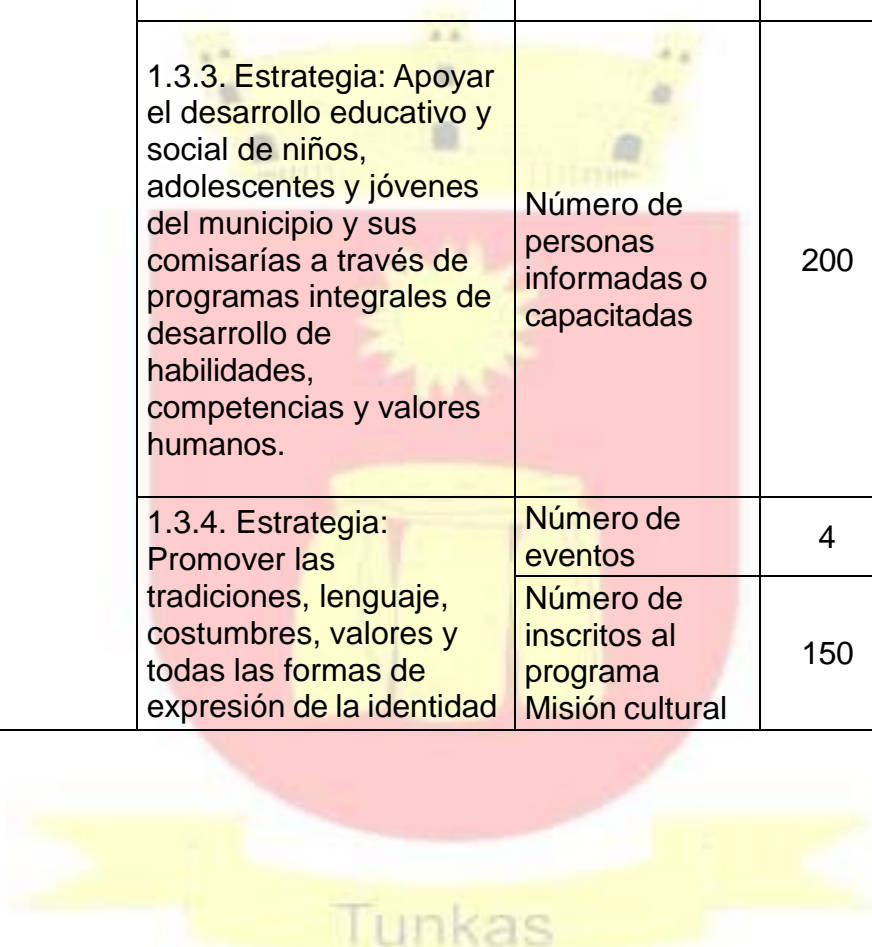 1.3.3. Estrategia: Apoyar
el desarrollo educativo y
social de niños,
adolescentes y jóvenes
del municipio y sus
comisarías a través de
programas integrales de
desarrollo de
habilidades,
competencias y valores
humanos.
Número de
personas
informadas o
capacitadas
200
1.3.4. Estrategia:
Promover las
tradiciones, lenguaje,
costumbres, valores y
todas las formas de
expresión de la identidad
Número de
eventos
4
Número de
inscritos al
programa
Misión cultural
150
Tunkas